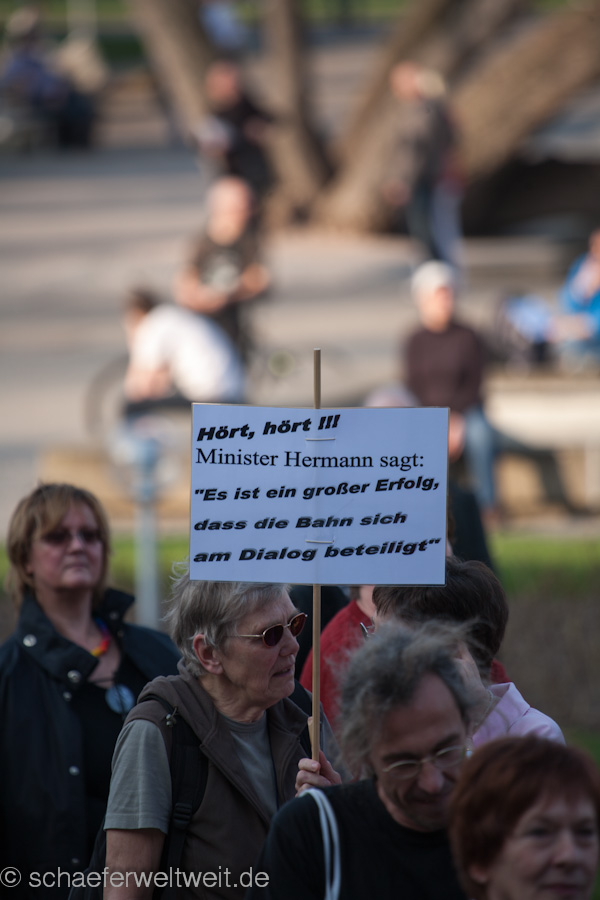 Hört, hört !!!
Minister Hermann sagt:
"Es ist ein großer Erfolg,
dass die Bahn sich
am Dialog beteiligt"
© schaeferweltweit.de